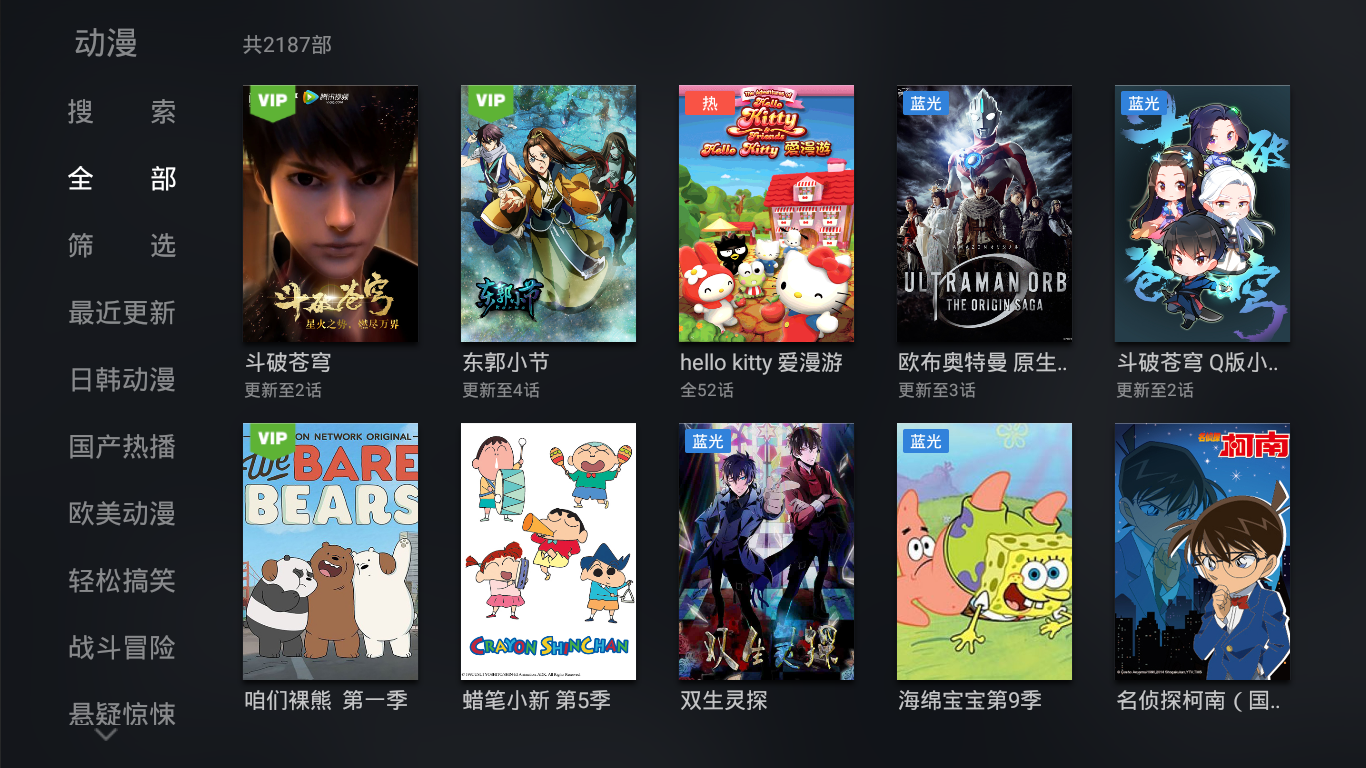 动漫
共2187部
搜 索
全 部
筛 选
最近更新
日韩动漫
国产热播
欧美动漫
轻松搞笑
战斗冒险
悬疑惊悚
VIP
腾讯视频
斗破苍穹
星火之势,燃尽万界
斗破苍穹
更新至2话
VIP
东郭小节
东郭小节
更新至4话
热
The Adventures of
Hello
Kitty
&
Friends
Hello Kitty 愛漫遊
hello kitty 爱漫游
全52话
蓝光
ULTRAMAN ORB
THE ORIGIN SAGA
欧布奥特曼 原生..
更新至3话
蓝光
斗破
苍穹
斗破苍穹 Q版小..
更新至2话
VIP
ON NETWORK ORIGINAL
We BARE
BEARS
咱们裸熊 第一季
CRAYON SHINCHAN
蜡笔小新 第5季
蓝光
双生灵探
双生灵探
蓝光
海绵宝宝第9季
名侦探
柯南
名侦探柯南（国..